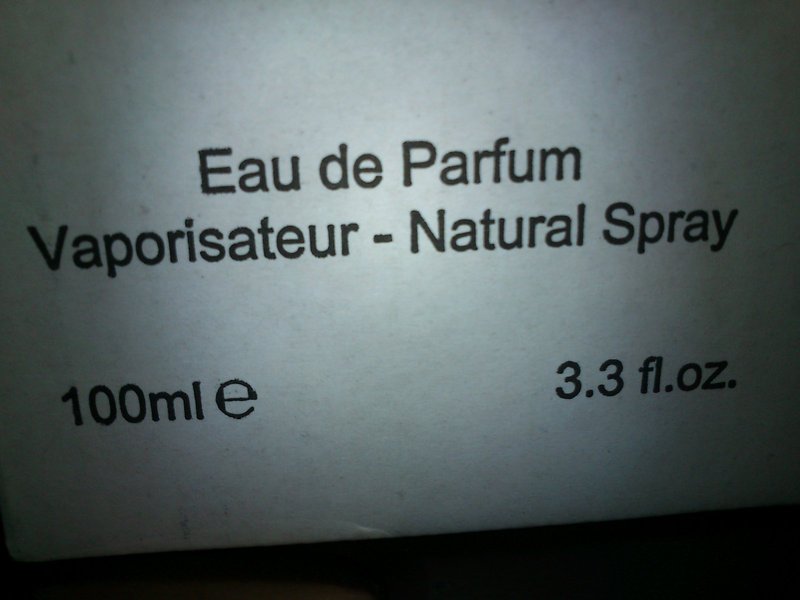 Eau de Parfum
Vaporisateur - Natural Spray
100ml ℮ 3.3 fl.oz.